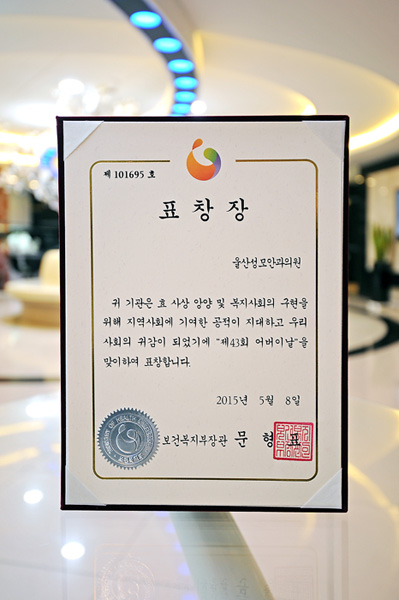 제 101695 호
표 창 장
울산성모안과의원
귀 기관은 효 사상 앙양 및 복지사회의 구현을
위해 지역사회에 기여한 공적이 지대하고 우리
사회의 귀감이 되었기에 "제43회 어버이날"을
맞이하여 표창합니다.
2015년 5월 8일
보건복지부장관 문 형 표